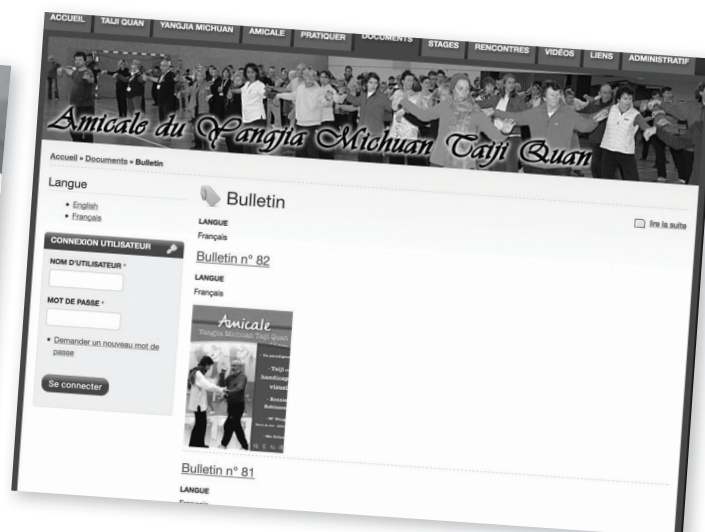 ACCUEIL TAIJI QUAN YANGJIA MICHUAN AMICALE PRATIQUER DOCUMENTS STAGES RENCONTRES VIDÉOS LIENS ADMINISTRATIF
Amicale du Yangjia Michuan Taiji Quan
Accueil » Documents » Bulletin
Langue
• English
• Français
CONNEXION UTILISATEUR
NOM D'UTILISATEUR *
MOT DE PASSE *
• Demander un nouveau mot de
passe
Se connecter
Bulletin
lire la suite
LANGUE
Français
Bulletin n° 82
LANGUE
Français
Amicale
Yangjia Michuan Taiji Quan
Bulletin n° 81
LANGUE
Français